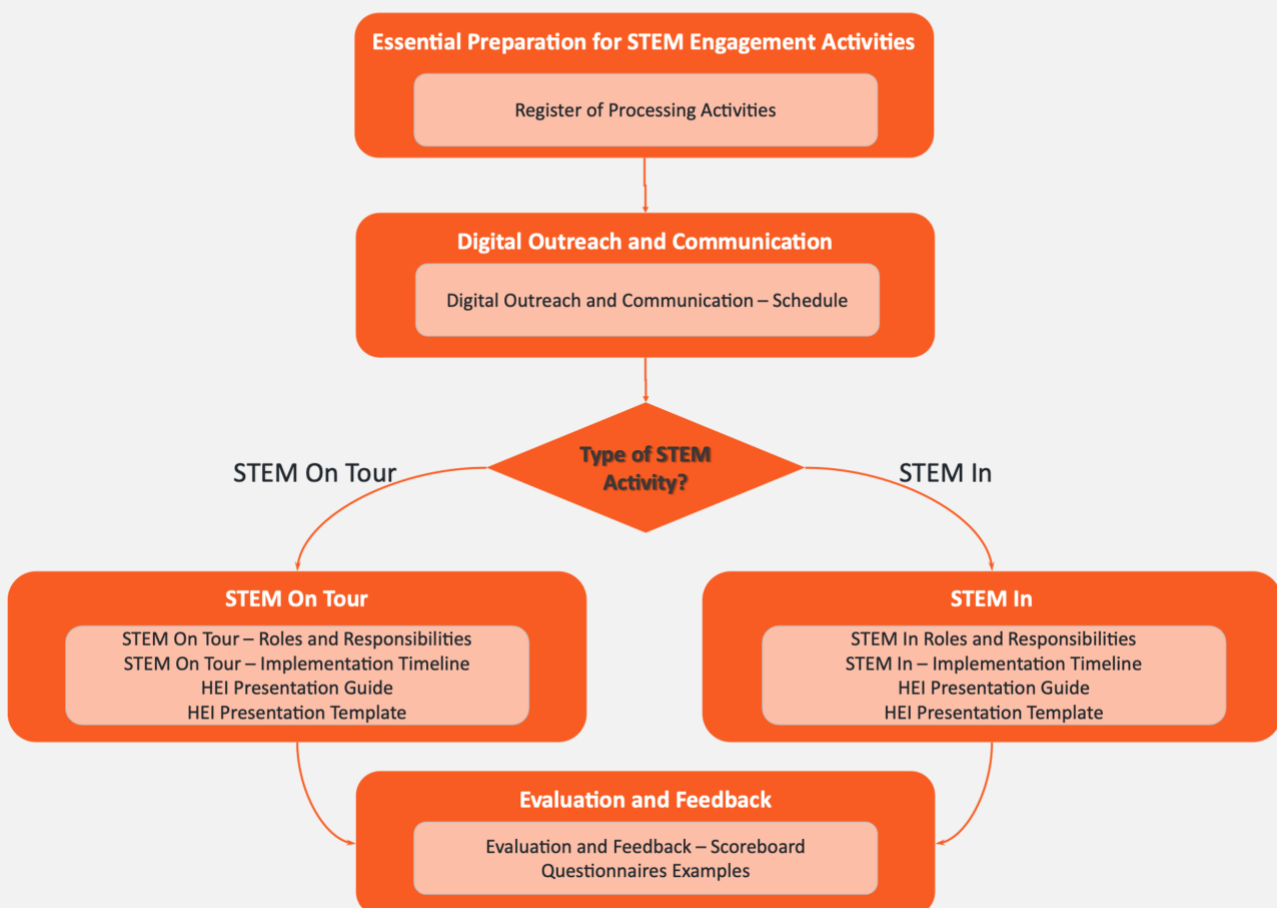 Essential Preparation for STEM Engagement Activities
Register of Processing Activities
Digital Outreach and Communication
Digital Outreach and Communication – Schedule
Type of STEM
Activity?
STEM On Tour
STEM In
STEM On Tour
STEM On Tour – Roles and Responsibilities
STEM On Tour – Implementation Timeline
HEI Presentation Guide
HEI Presentation Template
STEM In
STEM In Roles and Responsibilities
STEM In – Implementation Timeline
HEI Presentation Guide
HEI Presentation Template
Evaluation and Feedback
Evaluation and Feedback – Scoreboard
Questionnaires Examples